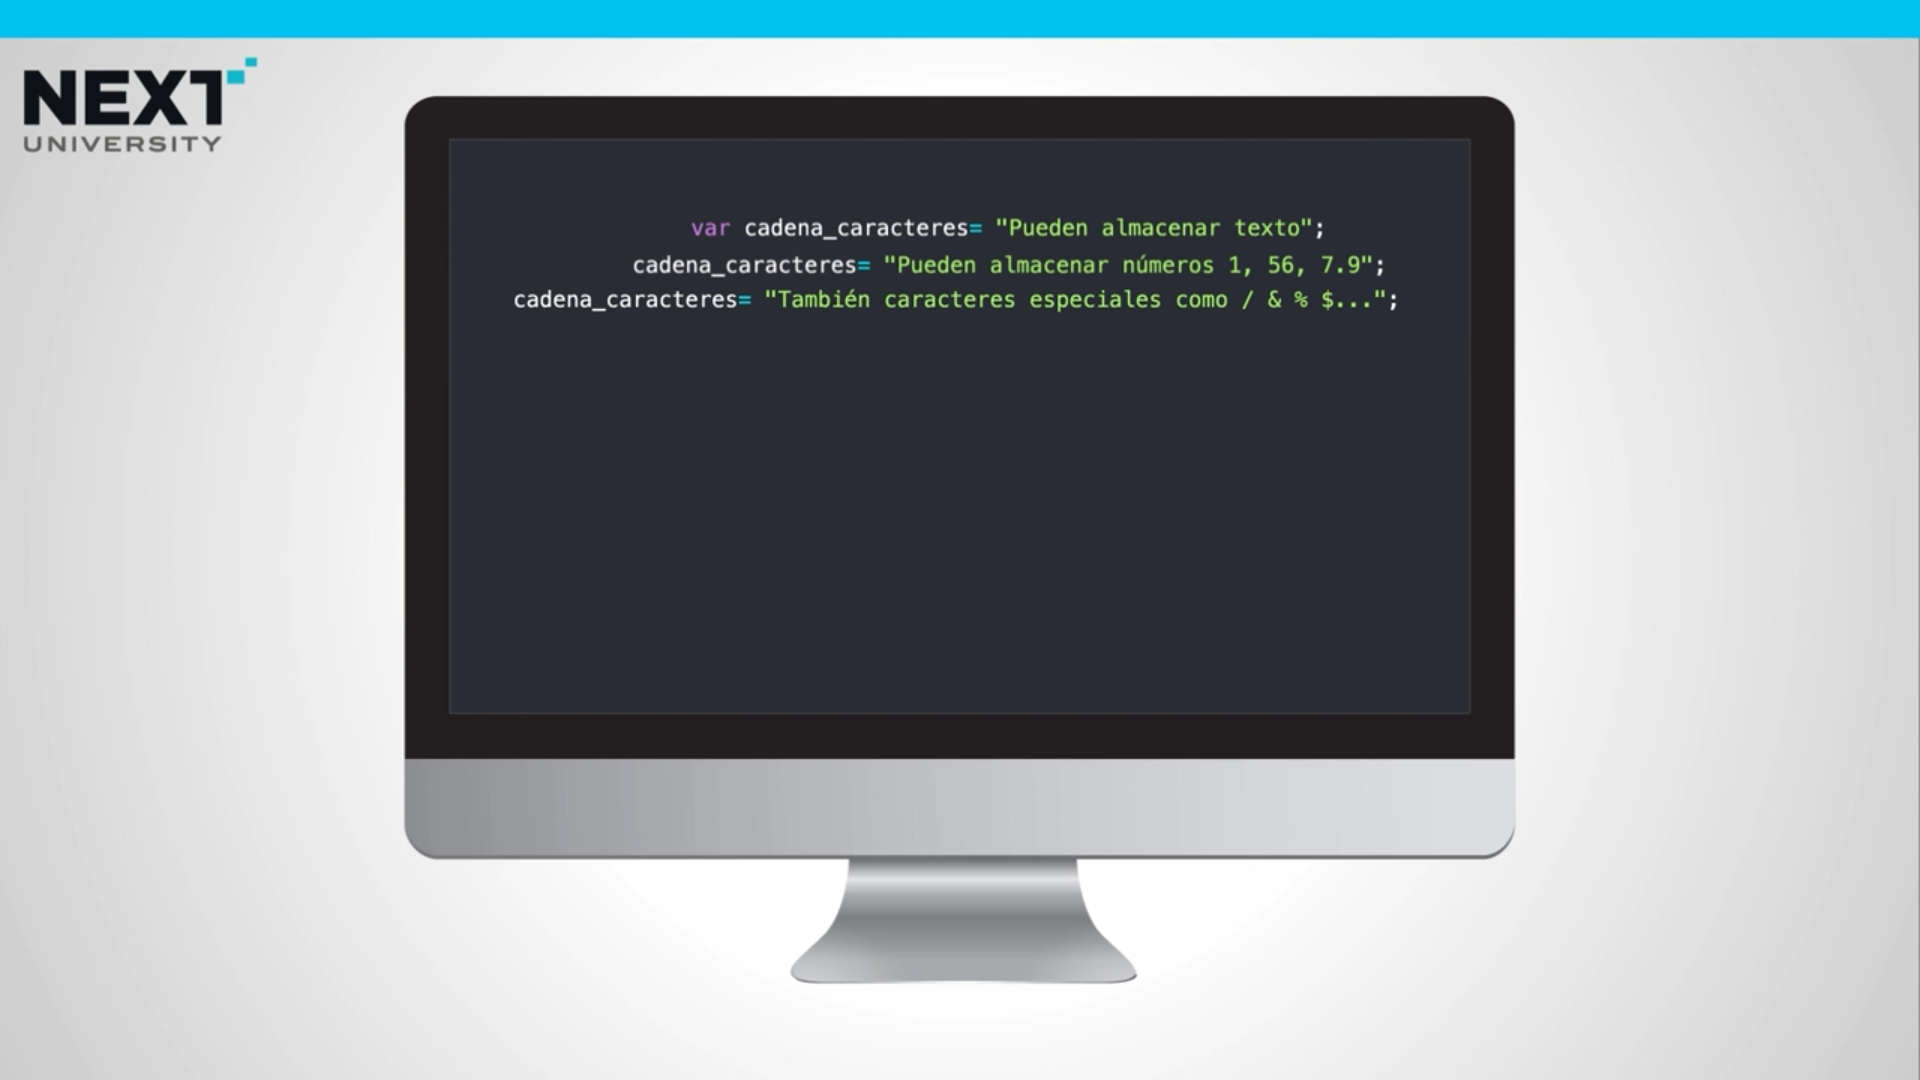 NEXT
UNIVERSITY
var cadena_caracteres= "Pueden almacenar texto";
cadena_caracteres= "Pueden almacenar números 1, 56, 7.9";
cadena_caracteres= "También caracteres especiales como / & % $...";